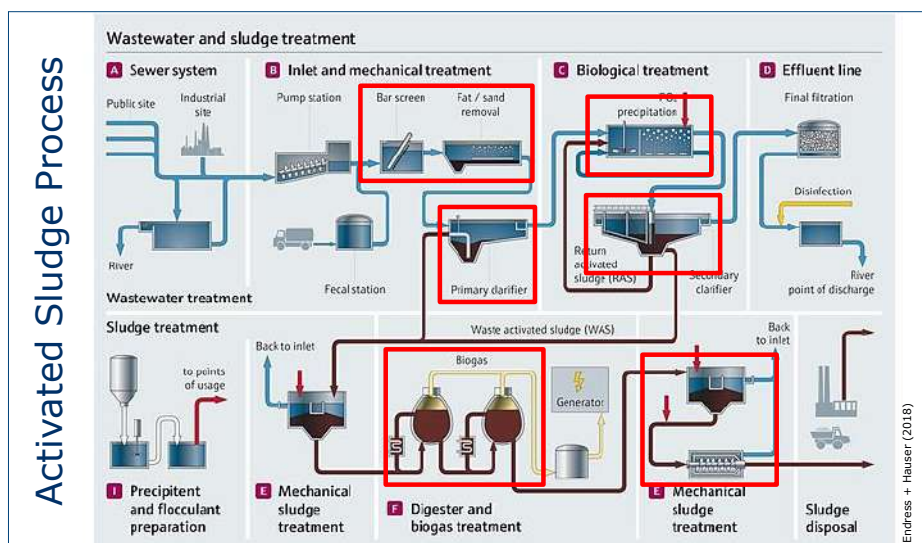 Activated Sludge Process
Wastewater and sludge treatment
A Sewer system
B Inlet and mechanical treatment
C Biological treatment
D Effluent line
Public site
Industrial
site
Pump station
Bar screen
Fat / sand
removal
precipitation
Final filtration
Disinfection
River
Fecal station
Primary clarifier
Return
activated
sludge (RAS)
Secondary
clarifier
River
point of discharge
Wastewater treatment
Sludge treatment
Waste activated sludge (WAS)
to points
of usage
Back to inlet
Biogas
Generator
Back
to inlet
I Precipitent
and flocculant
preparation
E Mechanical
sludge
treatment
F Digester and
biogas treatment
E Mechanical
sludge
treatment
Sludge
disposal
Endress + Hauser (2018)